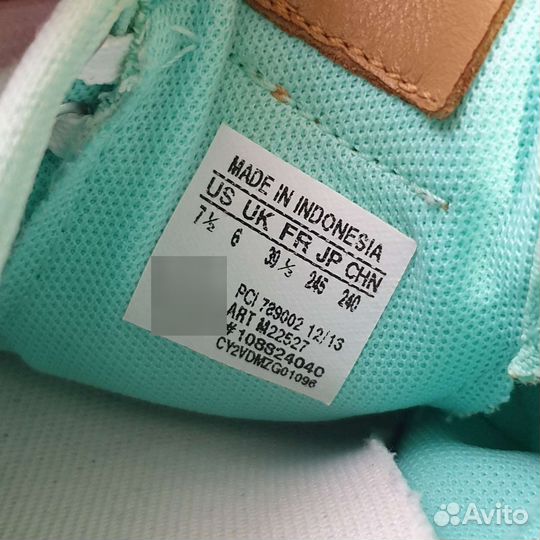 MADE IN INDONESIA
US UK FR JP CHN
7½ 6 39⅓ 245 240
PCI 789002 12/13
ART M22527
#108824040
CY2VDMZG01096
Avito